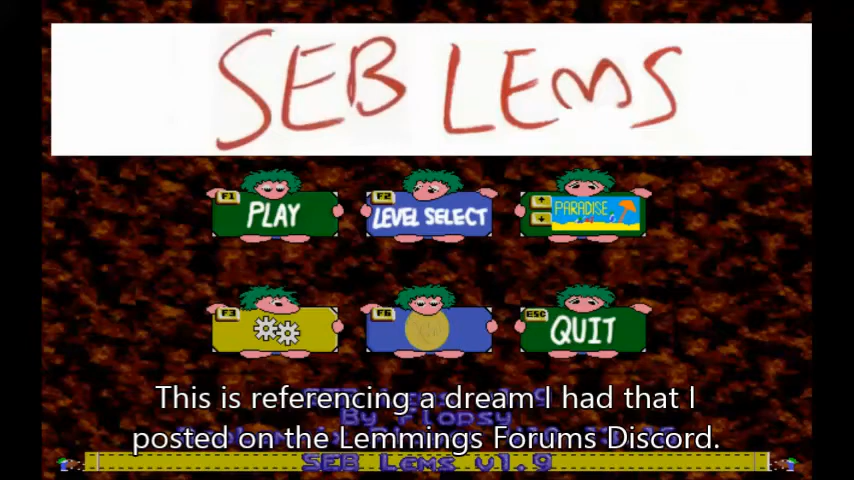 SEB LEMS
F1
PLAY
F2
LEVEL SELECT
PARADISE
F3
F6
ESC
QUIT
This is referencing a dream I had that I
By Flopsy
posted on the Lemmings Forums Discord.
SEB Lems v1.9